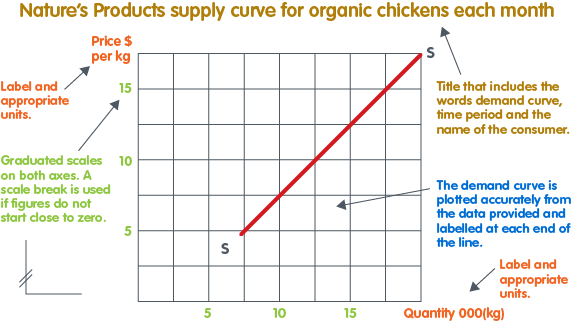 Nature's Products supply curve for organic chickens each month
Price $
per kg
S
Label and
appropriate
units.
15
Title that includes the
words demand curve,
time period and the
name of the consumer.
Graduated scales
on both axes. A
scale break is used
if figures do not
start close to zero.
10
The demand curve is
plotted accurately from
the data provided and
labelled at each end of
the line.
5
S
Label and
appropriate
units.
5
10
15
Quantity 000(kg)